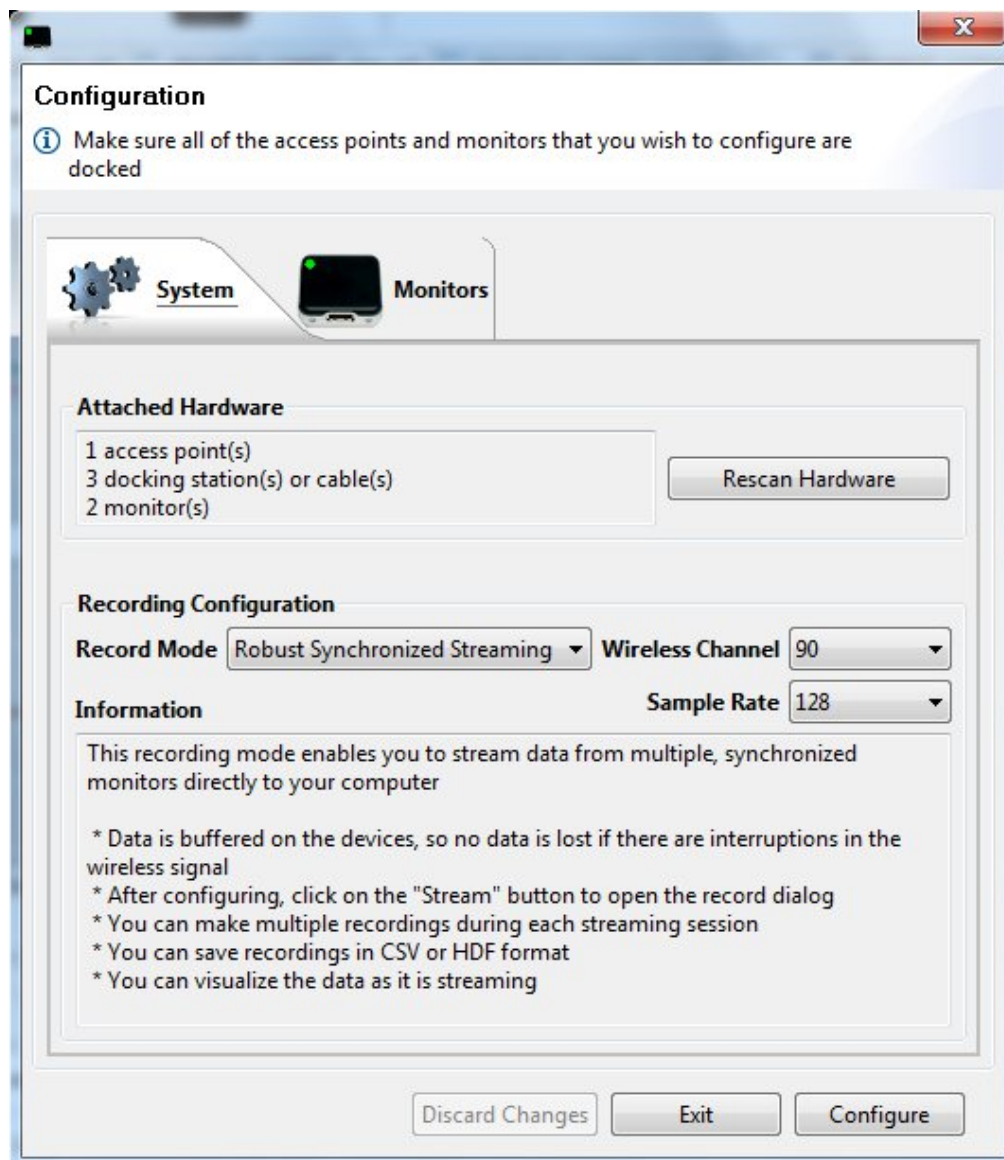 Configuration
Make sure all of the access points and monitors that you wish to configure are
docked
System
Monitors
Attached Hardware
1 access point(s)
3 docking station(s) or cable(s)
2 monitor(s)
Rescan Hardware
Recording Configuration
Record Mode Robust Synchronized Streaming Wireless Channel 90
Sample Rate 128
Information
This recording mode enables you to stream data from multiple, synchronized
monitors directly to your computer
* Data is buffered on the devices, so no data is lost if there are interruptions in the
wireless signal
* After configuring, click on the "Stream" button to open the record dialog
* You can make multiple recordings during each streaming session
* You can save recordings in CSV or HDF format
* You can visualize the data as it is streaming
Discard Changes Exit Configure